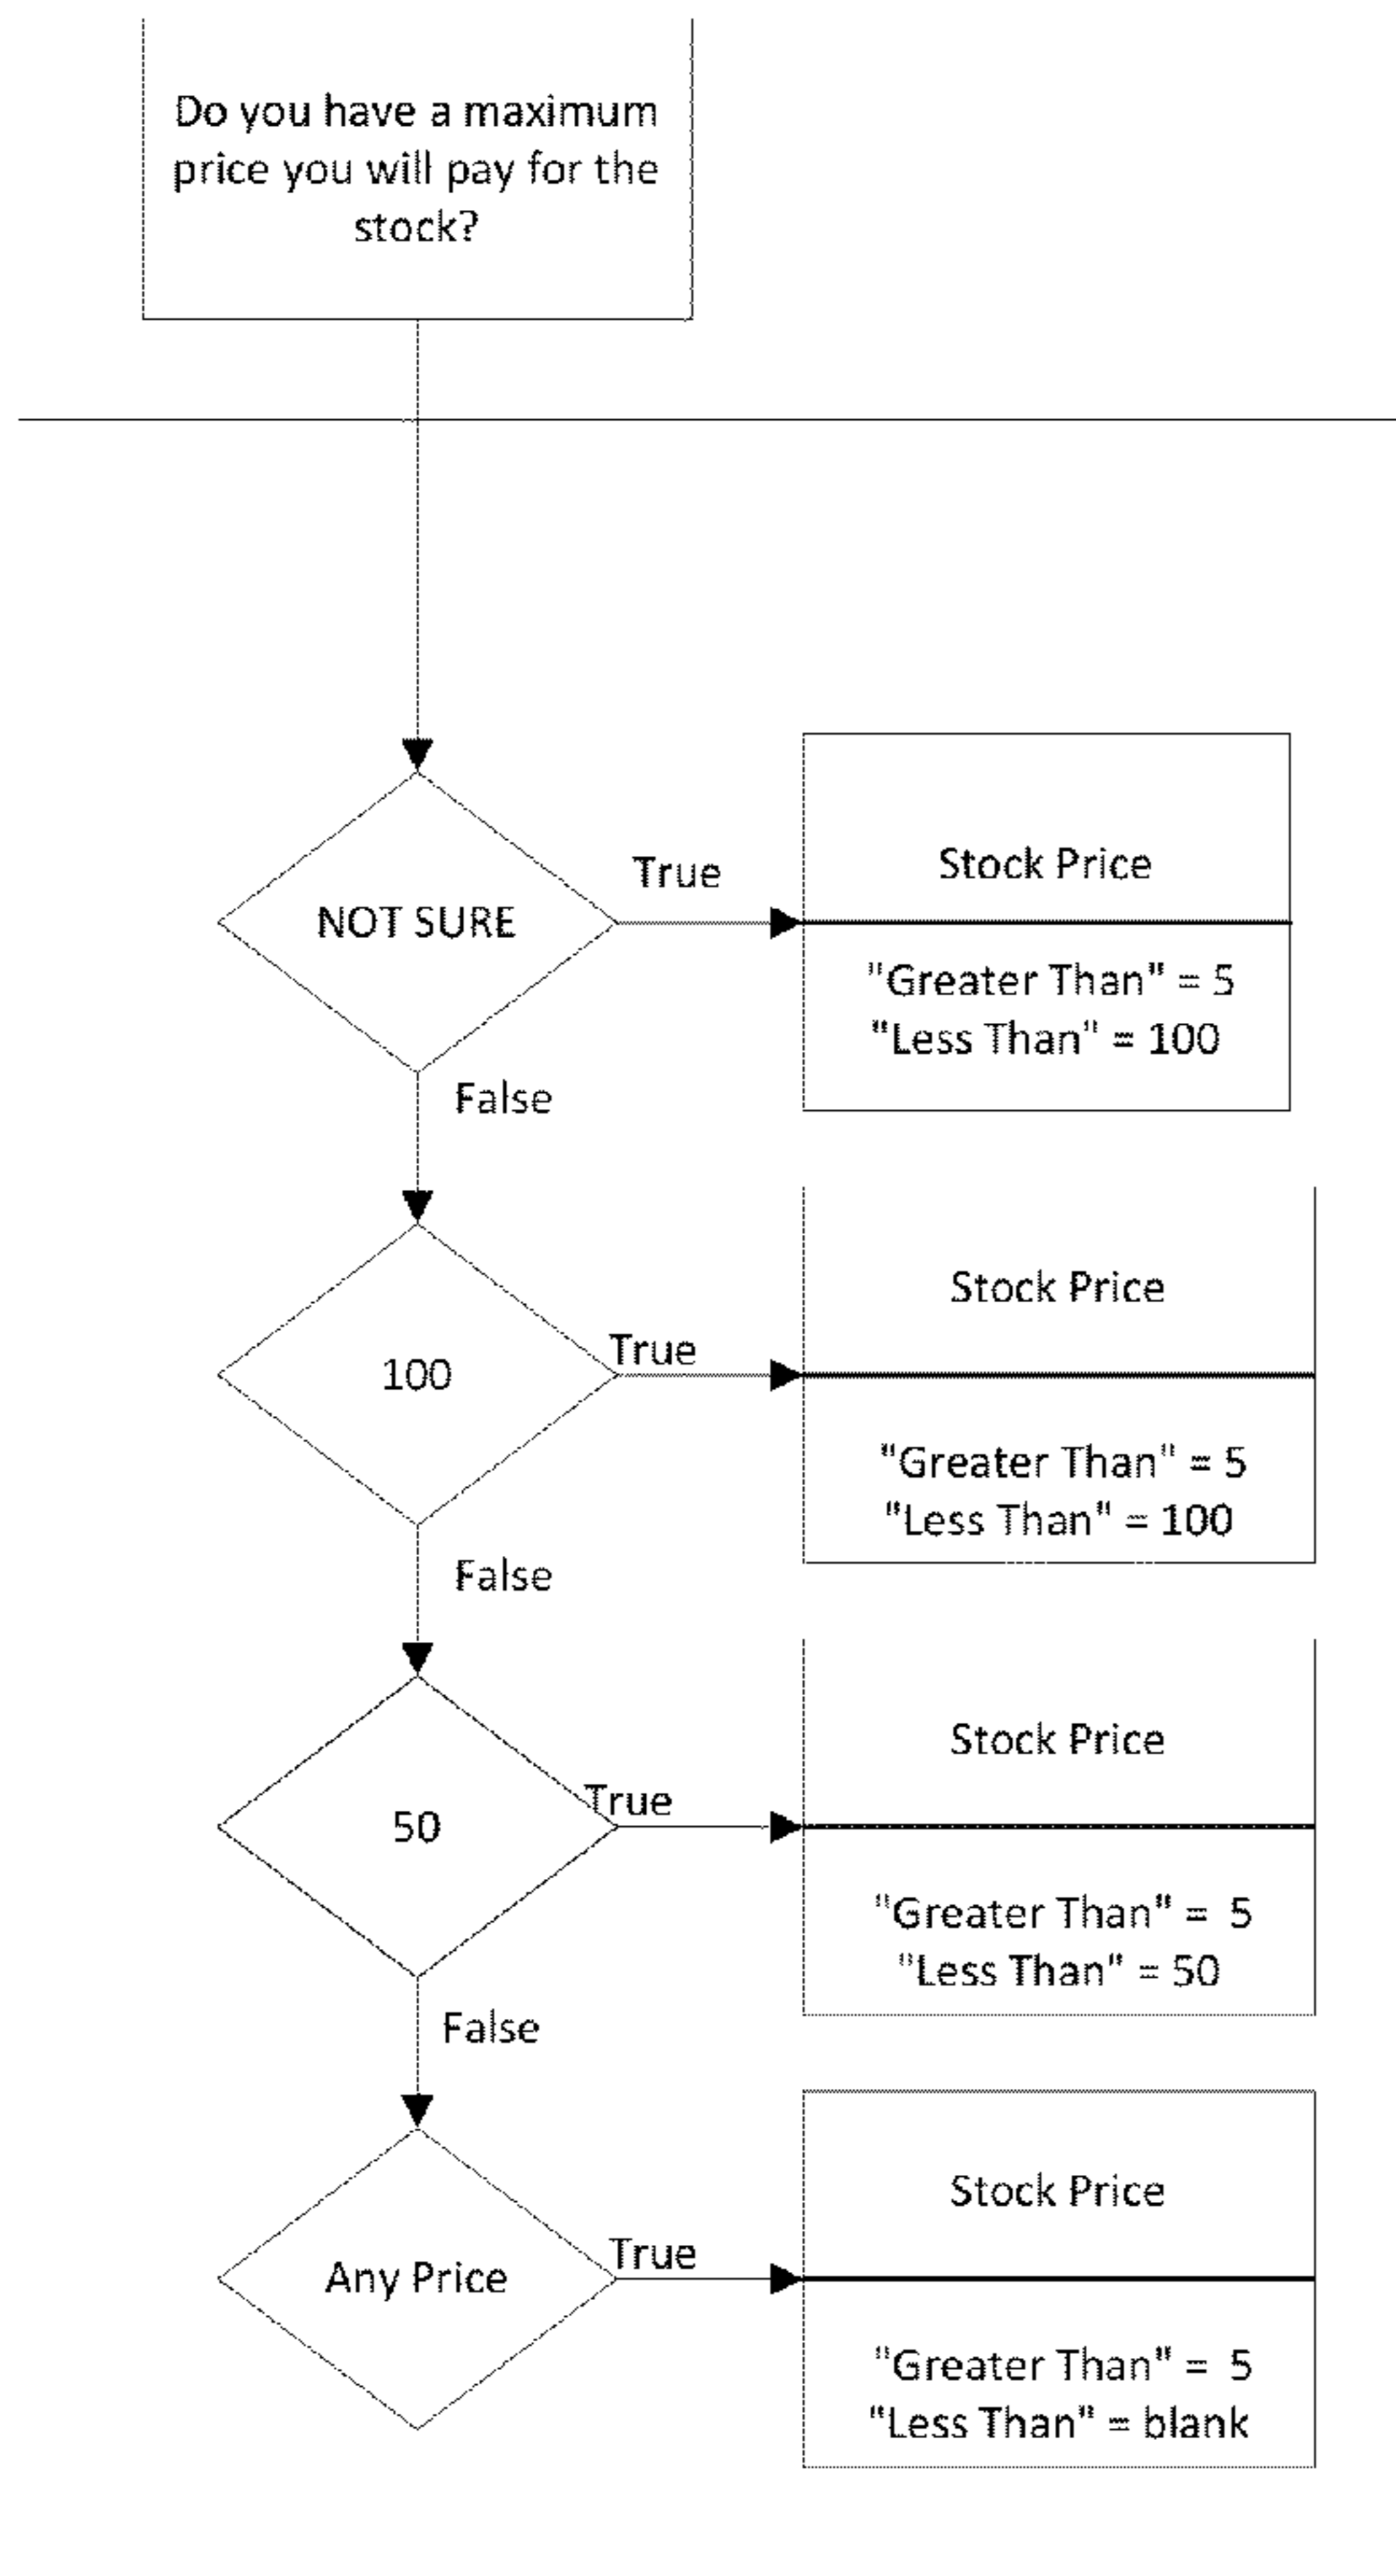 Do you have a maximum
price you will pay for the
stock?
NOT SURE
True
Stock Price
"Greater Than" = 5
"Less Than" = 100
False
100
True
Stock Price
"Greater Than" = 5
"Less Than" = 100
False
50
True
Stock Price
"Greater Than" = 5
"Less Than" = 50
False
Any Price
True
Stock Price
"Greater Than" = 5
"Less Than" = blank